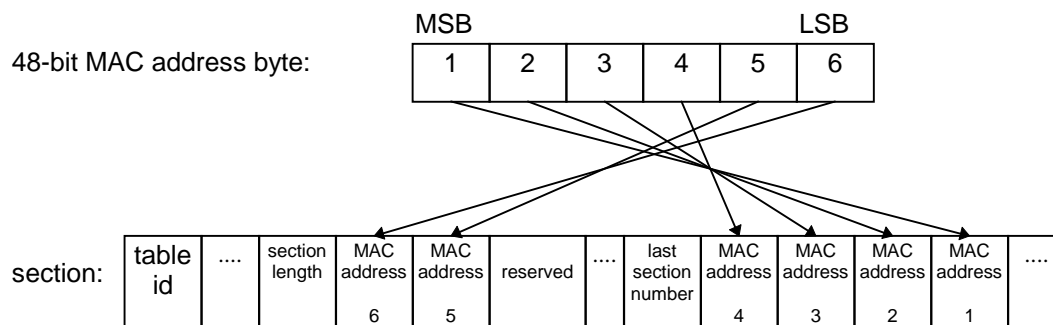 MSB LSB
48-bit MAC address byte: 1 2 3 4 5 6
section:
table
id
....
section
length
MAC
address
6
MAC
address
5
reserved
....
last
section
number
MAC
address
4
MAC
address
3
MAC
address
2
MAC
address
1
....